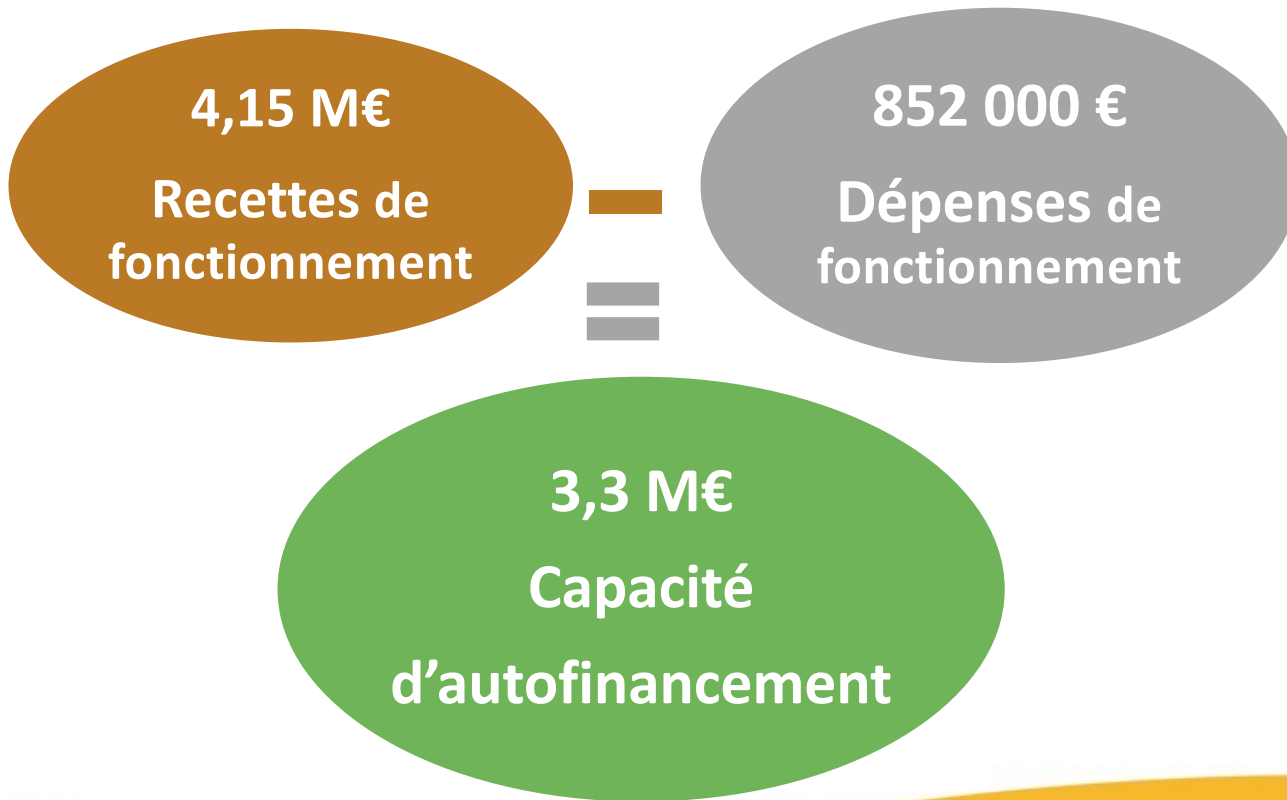 4,15 M€
Recettes de
fonctionnement
852 000 €
Dépenses de
fonctionnement
3,3 M€
Capacité
d’autofinancement